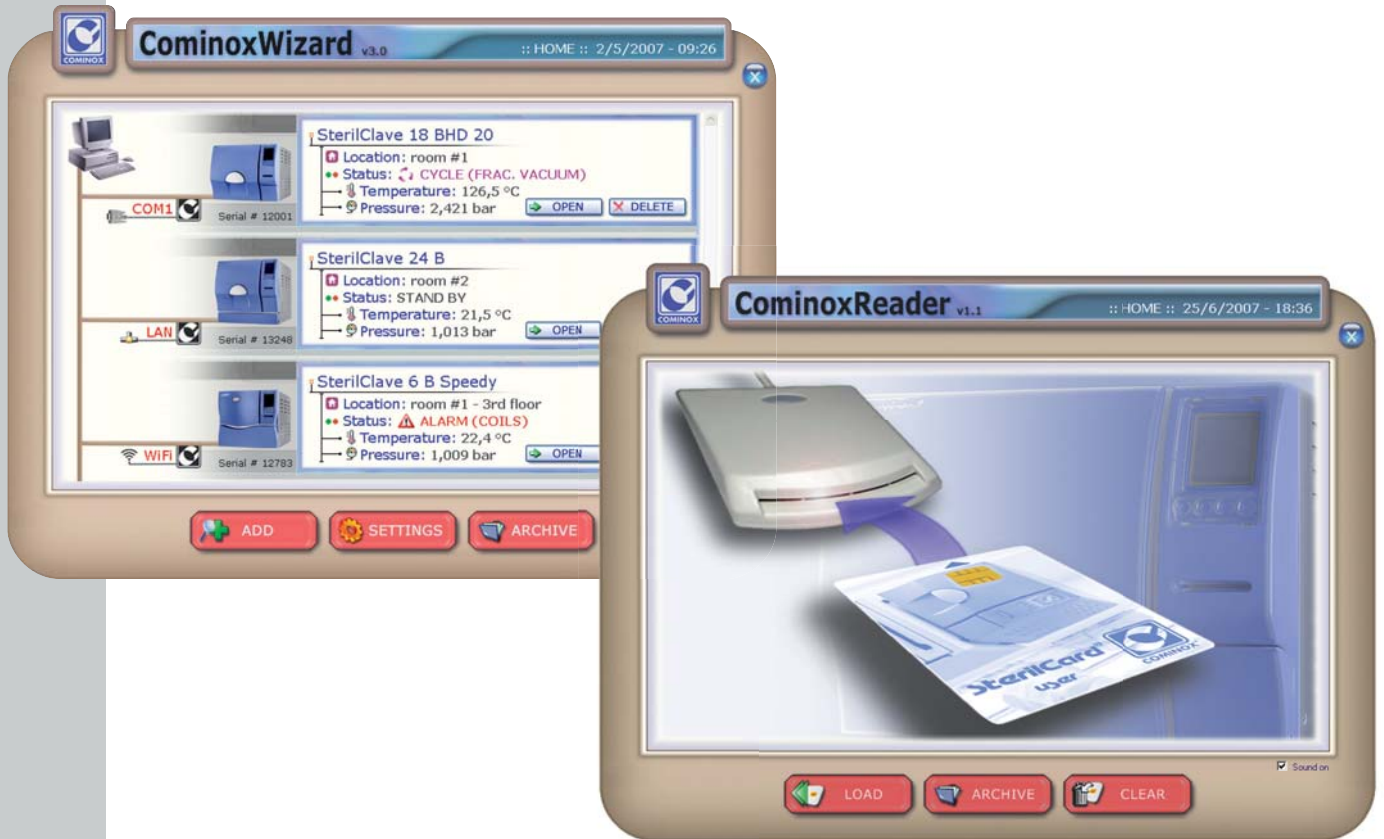 COMINOX
CominoxWizard v3.0
:: HOME :: 2/5/2007 - 09:26
X
SterilClave 18 BHD 20
Location: room #1
Status: CYCLE (FRAC. VACUUM)
Temperature: 126,5 °C
Pressure: 2,421 bar
OPEN
DELETE
COM1
Serial # 12001
SterilClave 24 B
Location: room #2
Status: STAND BY
Temperature: 21,5 °C
Pressure: 1,013 bar
OPEN
LAN
Serial # 13248
SterilClave 6 B Speedy
Location: room #1 - 3rd floor
Status: ALARM (COILS)
Temperature: 22,4 °C
Pressure: 1,009 bar
OPEN
WiFi
Serial # 12783
ADD
SETTINGS
ARCHIVE
COMINOX
CominoxReader v1.1
:: HOME :: 25/6/2007 - 18:36
X
SterilCard
user
COMINOX
Sound on
LOAD
ARCHIVE
CLEAR